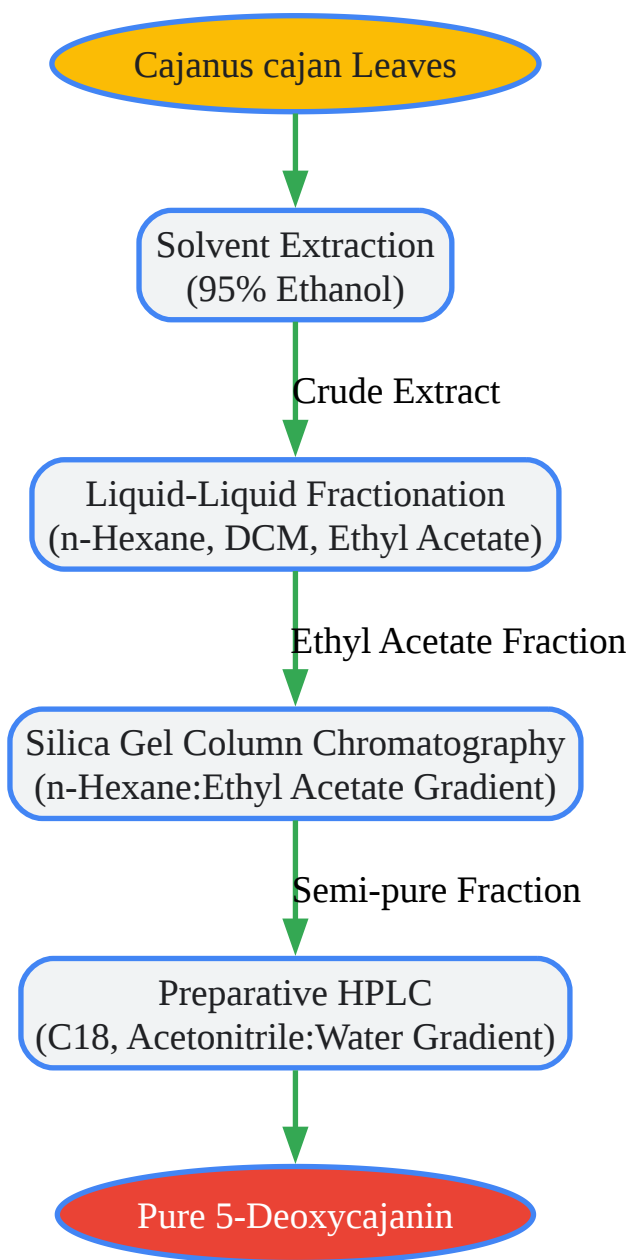 Cajanus cajan Leaves
Solvent Extraction
(95% Ethanol)
Crude Extract
Liquid-Liquid Fractionation
(n-Hexane, DCM, Ethyl Acetate)
Ethyl Acetate Fraction
Silica Gel Column Chromatography
(n-Hexane:Ethyl Acetate Gradient)
Semi-pure Fraction
Preparative HPLC
(C18, Acetonitrile:Water Gradient)
Pure 5-Deoxycajanin